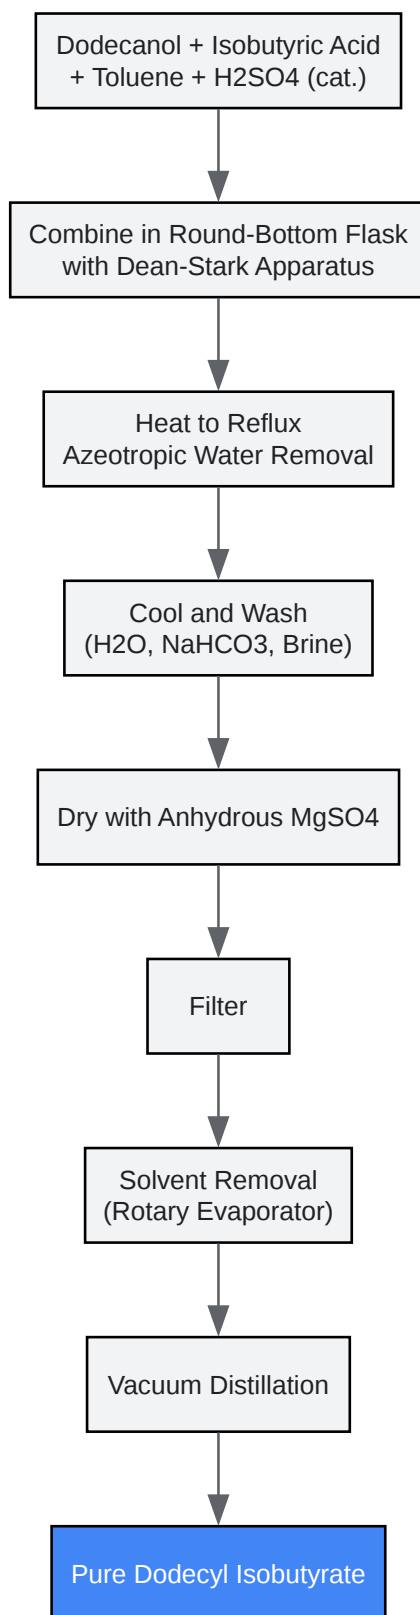 Dodecanol + Isobutyric Acid
+ Toluene + H2SO4 (cat.)
Combine in Round-Bottom Flask
with Dean-Stark Apparatus
Heat to Reflux
Azeotropic Water Removal
Cool and Wash
(H2O, NaHCO3, Brine)
Dry with Anhydrous MgSO4
Filter
Solvent Removal
(Rotary Evaporator)
Vacuum Distillation
Pure Dodecyl Isobutyrate